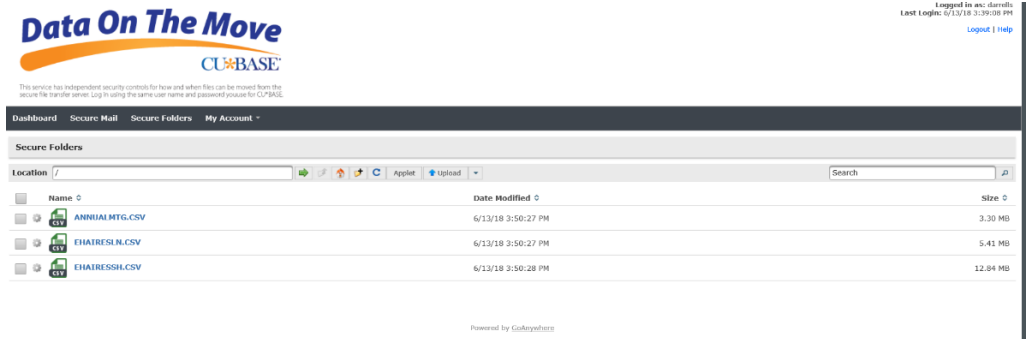 Logged in as: darrells
Last Login: 6/13/18 3:39:08 PM
Logout | Help
Data On The Move
CU*BASE
This service has independent security controls for how and when files can be moved from the
secure file transfer server. Log In using the same user name and password youuse for CU*BASE
Dashboard Secure Mail Secure Folders My Account
Secure Folders
Location / Applet Upload Search
Name Date Modified Size
ANNUALMTG.CSV 6/13/18 3:50:27 PM 3.30 MB
EHAIRESLN.CSV 6/13/18 3:50:27 PM 5.41 MB
EHAIRESSH.CSV 6/13/18 3:50:28 PM 12.84 MB
CSV
CSV
CSV
Powered by GoAnywhere